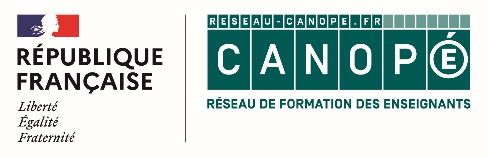 RÉPUBLIQUE
FRANÇAISE
Liberté
Égalité
Fraternité
RESEAU-CANOPE.FR
CANOPÉ
RÉSEAU DE FORMATION DES ENSEIGNANTS